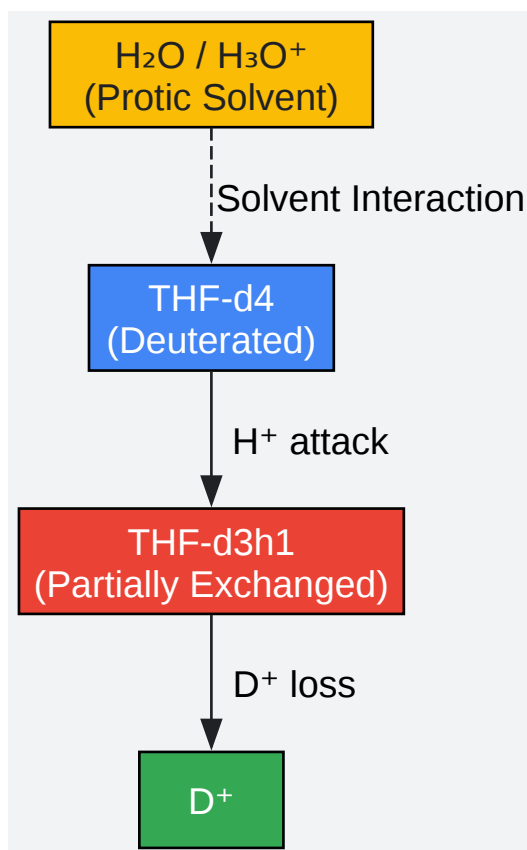 H₂O / H₃O⁺
(Protic Solvent)
Solvent Interaction
THF-d4
(Deuterated)
H⁺ attack
THF-d3h1
(Partially Exchanged)
D⁺ loss
D⁺